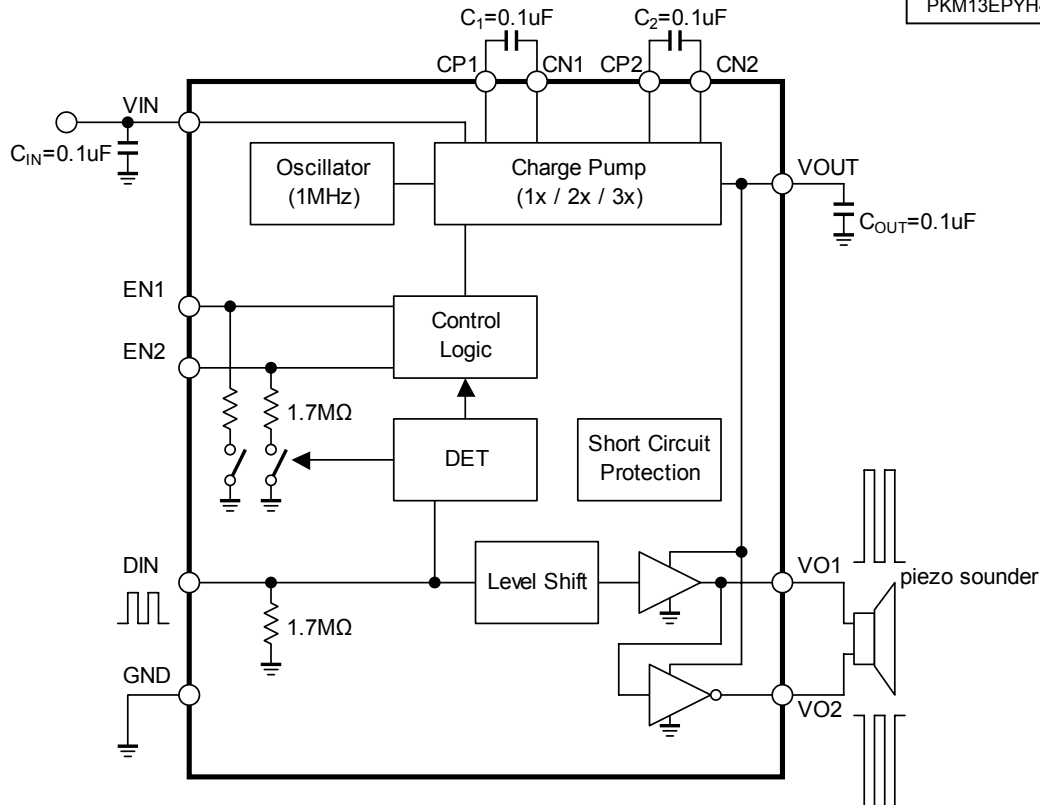 PKM13EPYH
C₁=0.1uF
C₂=0.1uF
CP1
CN1
CP2
CN2
VIN
C_IN=0.1uF
Oscillator
(1MHz)
Charge Pump
(1x / 2x / 3x)
VOUT
C_OUT=0.1uF
EN1
Control
Logic
EN2
1.7MΩ
DET
Short Circuit
Protection
DIN
Level Shift
VO1
piezo sounder
1.7MΩ
GND
VO2